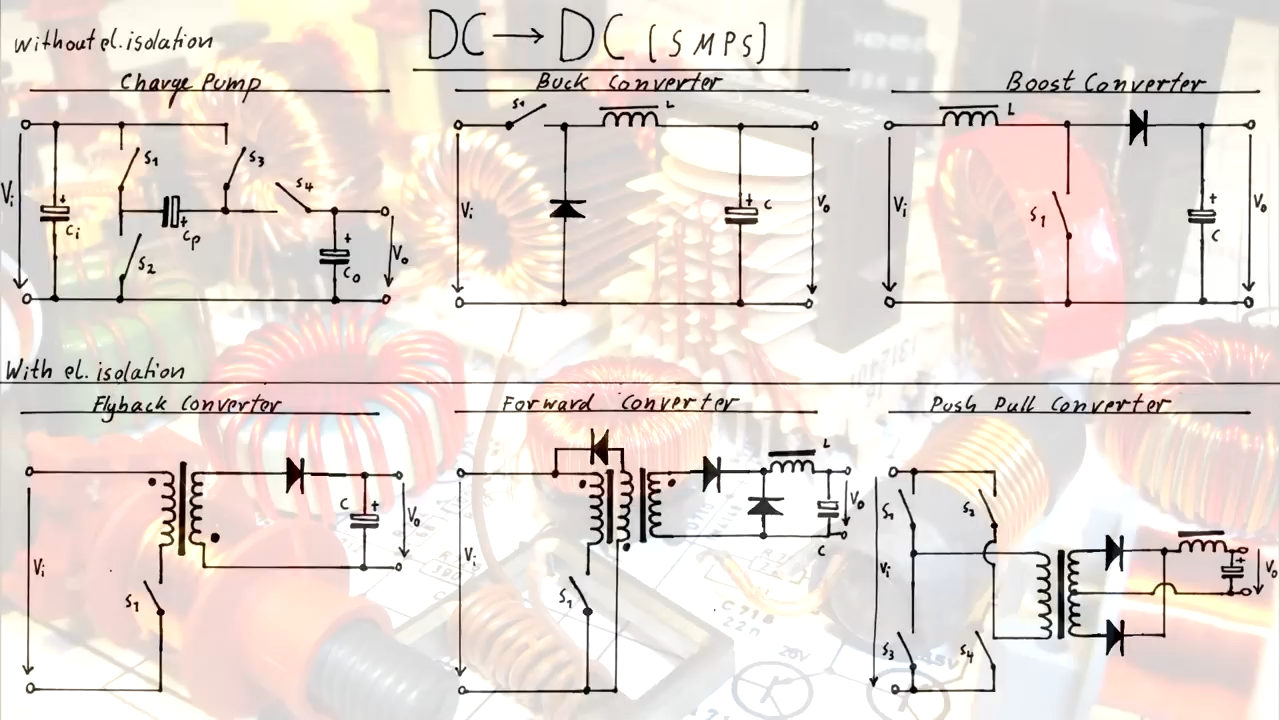 without el. isolation
DC → DC [SMPS]
Charge Pump
Buck Converter
Boost Converter
Vi
+
Ci
S1
S2
+
Cp
S3
S4
+
Co
Vo
Vi
S1
L
+
C
Vo
Vi
L
S1
+
C
Vo
With el. isolation
Flyback Converter
Forward Converter
Push Pull Converter
Vi
S1
C
+
Vo
Vi
S1
L
C
Vo
S1
S2
Vi
S3
S4
+
Vo
C718
22n